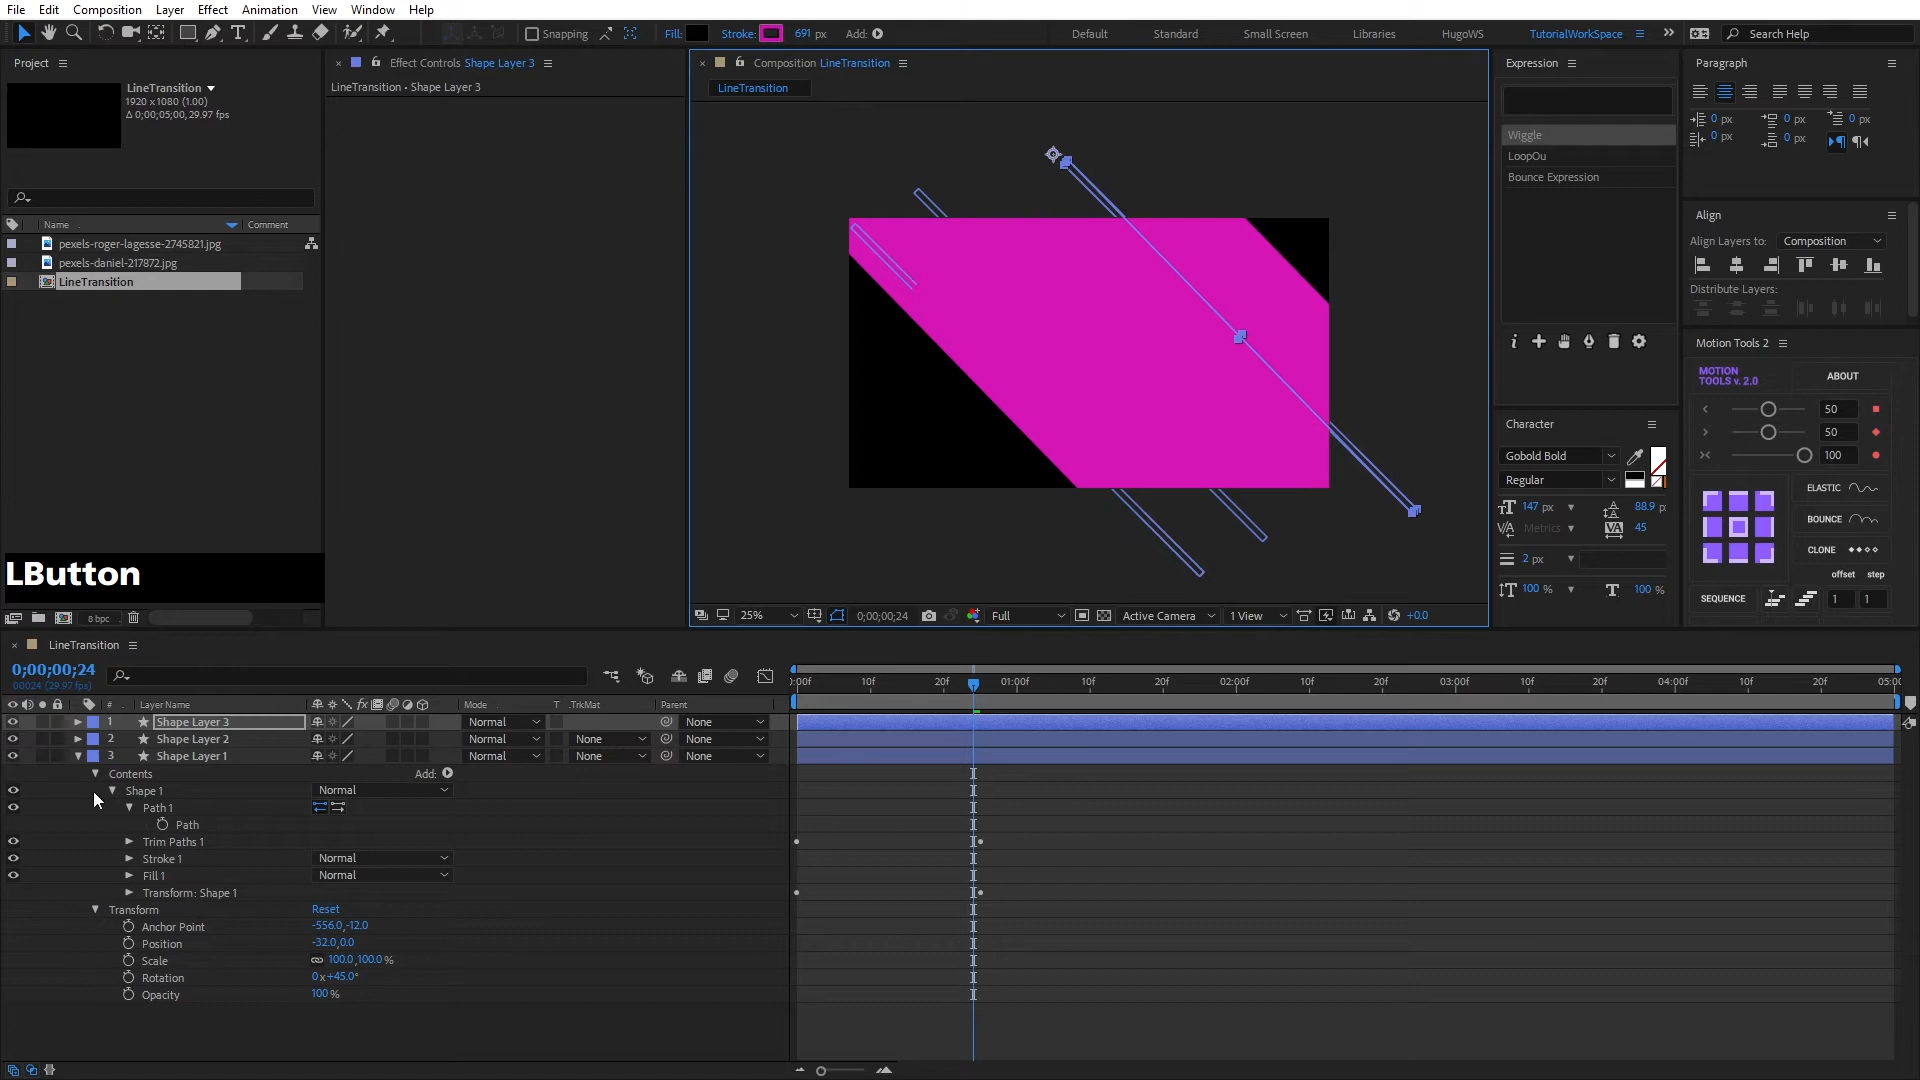 File Edit Composition Layer Effect Animation View Window Help
Snapping Fill: Stroke: 691 px Add: Default Standard Small Screen Libraries HugoWS TutorialWorkSpace Search Help
Project
Effect Controls Shape Layer 3
Composition LineTransition
Expression
Paragraph
LineTransition
1920 x 1080 (1.00)
Δ 0;00;05;00, 29.97 fps
LineTransition • Shape Layer 3
LineTransition
0 px 0 px 0 px
0 px 0 px
Wiggle
LoopOu
Bounce Expression
Name Comment
pexels-roger-lagesse-2745821.jpg
pexels-daniel-217872.jpg
LineTransition
Align
Align Layers to: Composition
Distribute Layers:
Motion Tools 2
MOTION
TOOLS v. 2.0
ABOUT
50
50
100
ELASTIC
BOUNCE
CLONE
offset step
SEQUENCE 1 1
Character
Gobold Bold
Regular
147 px 88.9 p
Metrics 45
2 px
100 % 100 %
LButton
8 bpc
25% 0;00;00;24 Full Active Camera 1 View +0.0
LineTransition
0;00;00;24
00024 (29.97 fps)
:00f 10f 20f 01:00f 10f 20f 02:00f 10f 20f 03:00f 10f 20f 04:00f 10f 20f 05:00
# Layer Name Mode T .TrkMat Parent
1 Shape Layer 3 Normal None
2 Shape Layer 2 Normal None None
3 Shape Layer 1 Normal None None
Contents Add:
Shape 1 Normal
Path 1
Path
Trim Paths 1
Stroke 1 Normal
Fill 1 Normal
Transform: Shape 1
Transform Reset
Anchor Point -556.0,-12.0
Position -32.0,0.0
Scale 100.0,100.0 %
Rotation 0x+45.0°
Opacity 100 %